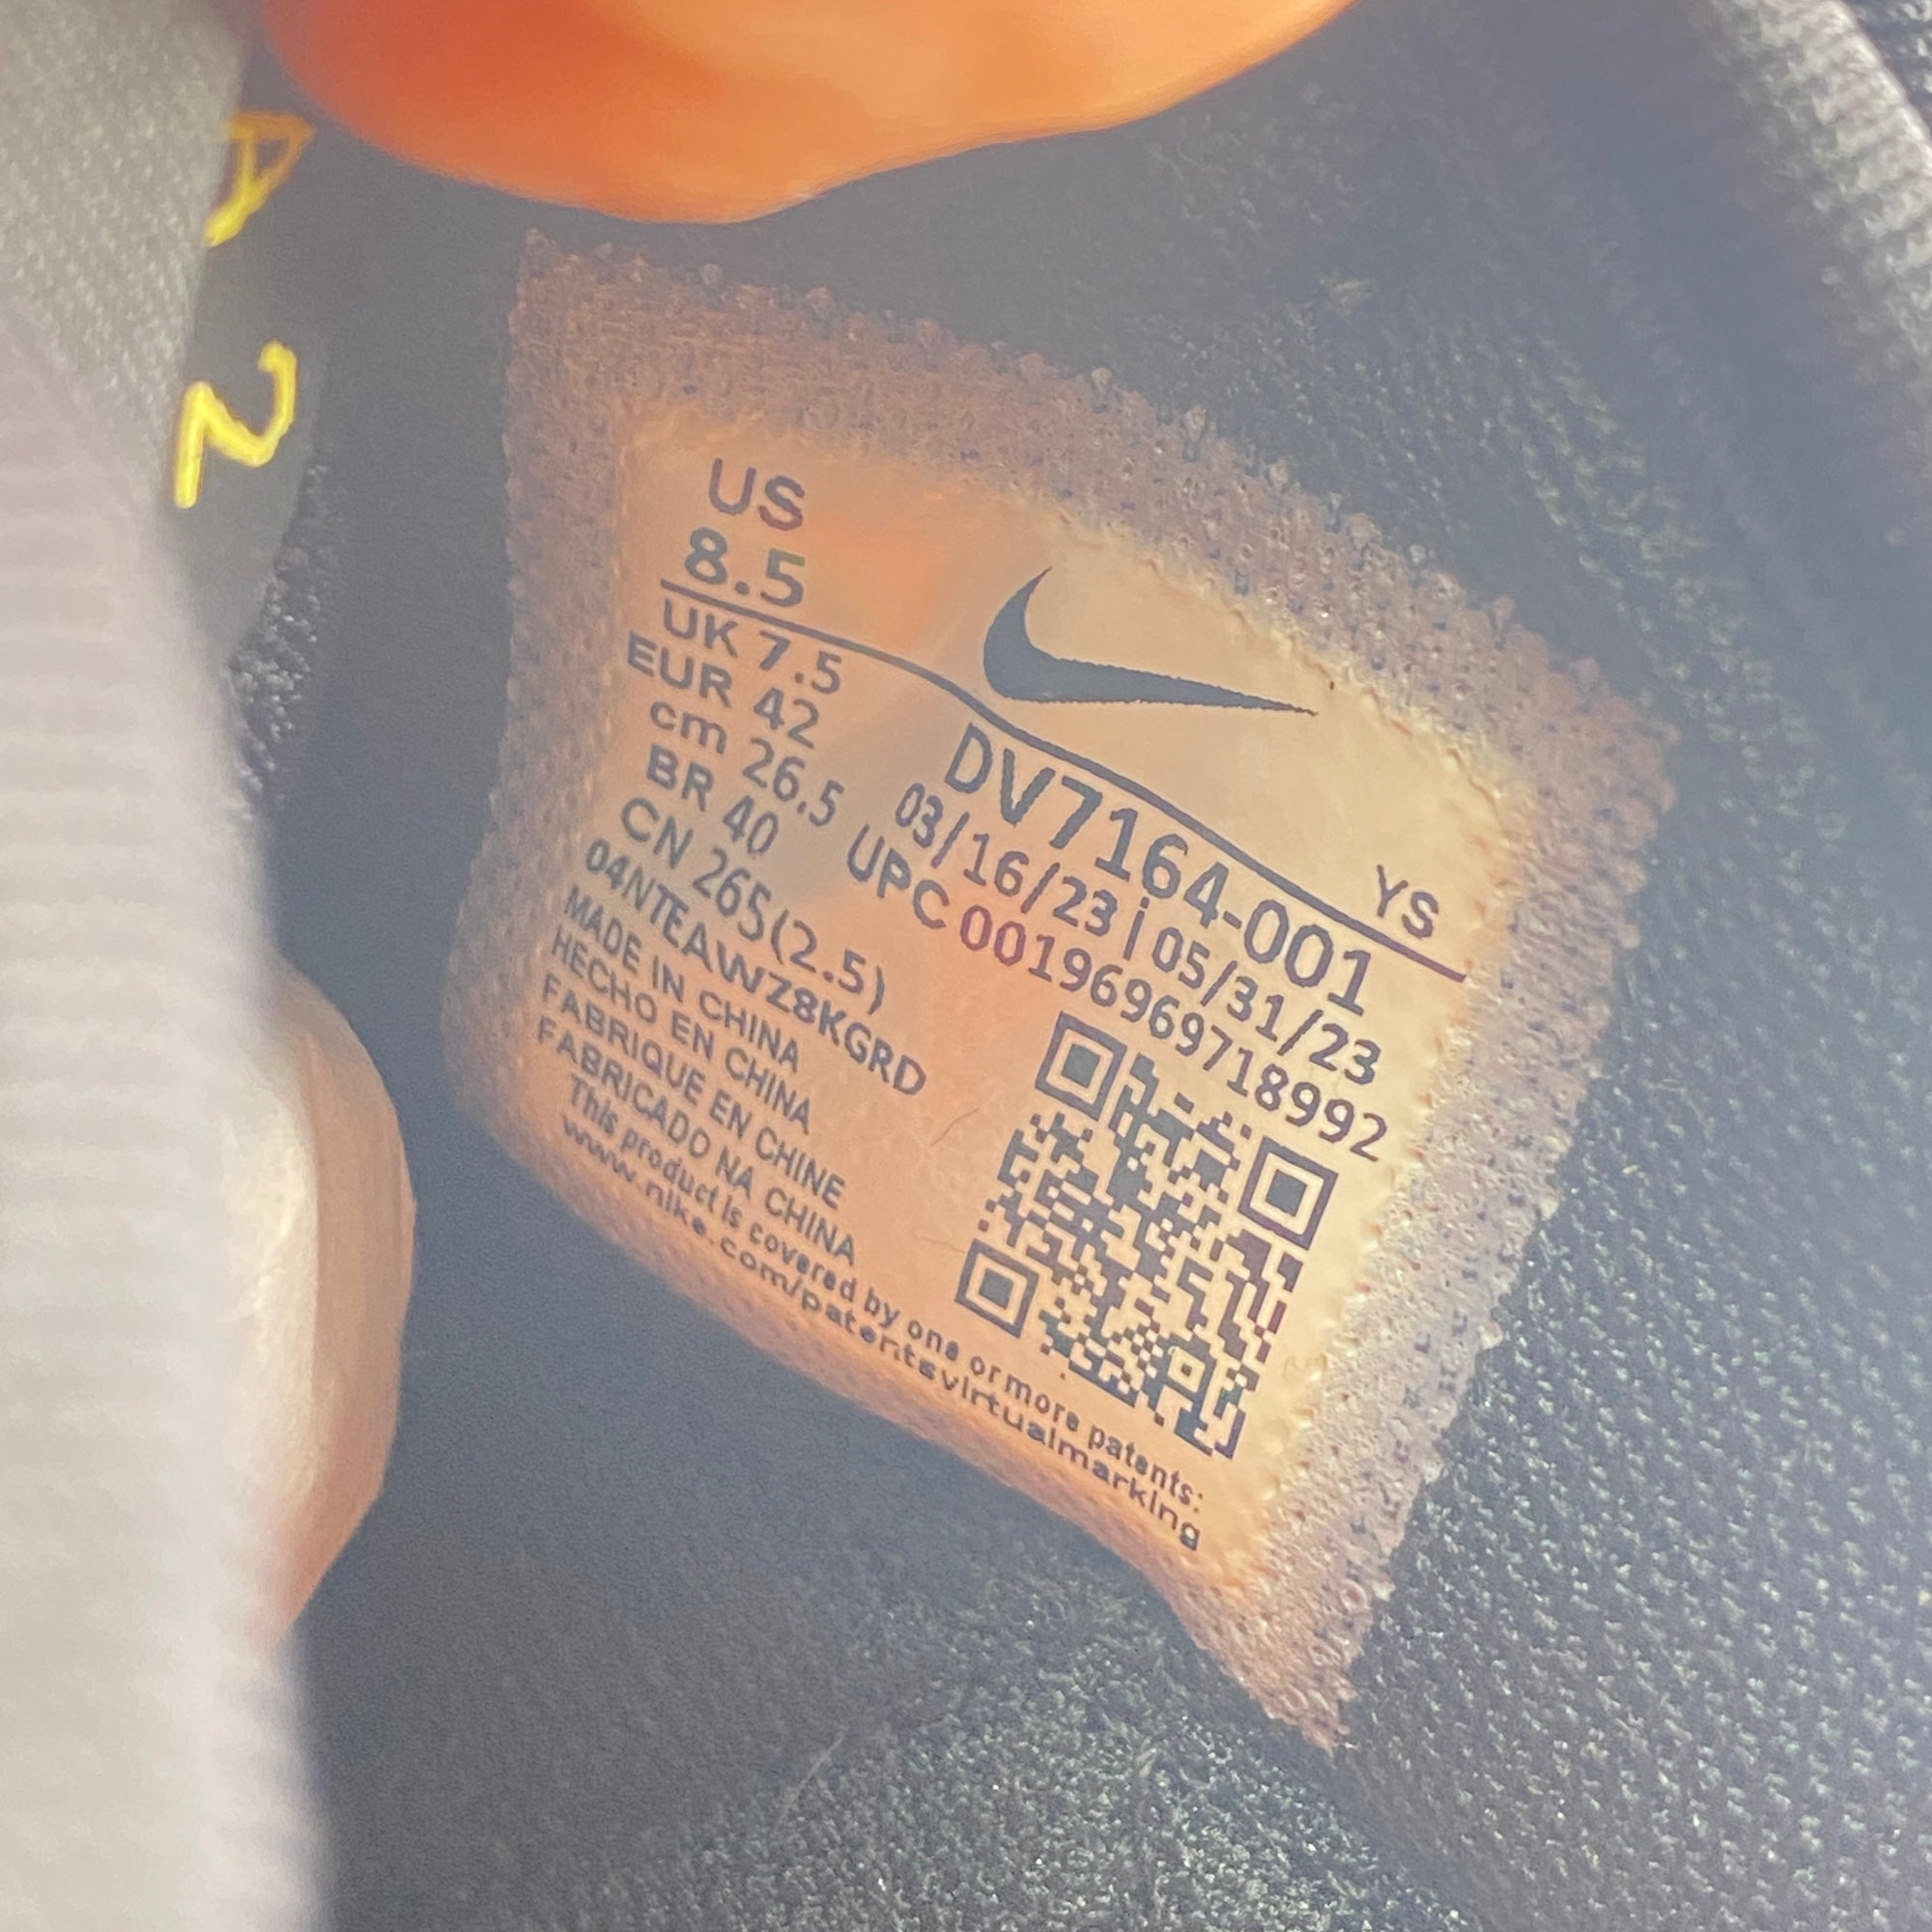 US
8.5
UK 7.5
EUR 42
cm 26.5
BR 40
CN 265(2.5)
04NTEAWZ8KGRD
MADE IN CHINA
HECHO EN CHINA
FABRIQUE EN CHINE
FABRICADO NA CHINA
This product is covered by one or more patents:
www.nike.com/patentsvirtualmarking
YS
DV7164-001
03/16/23 | 05/31/23
UPC 00196969718992
2